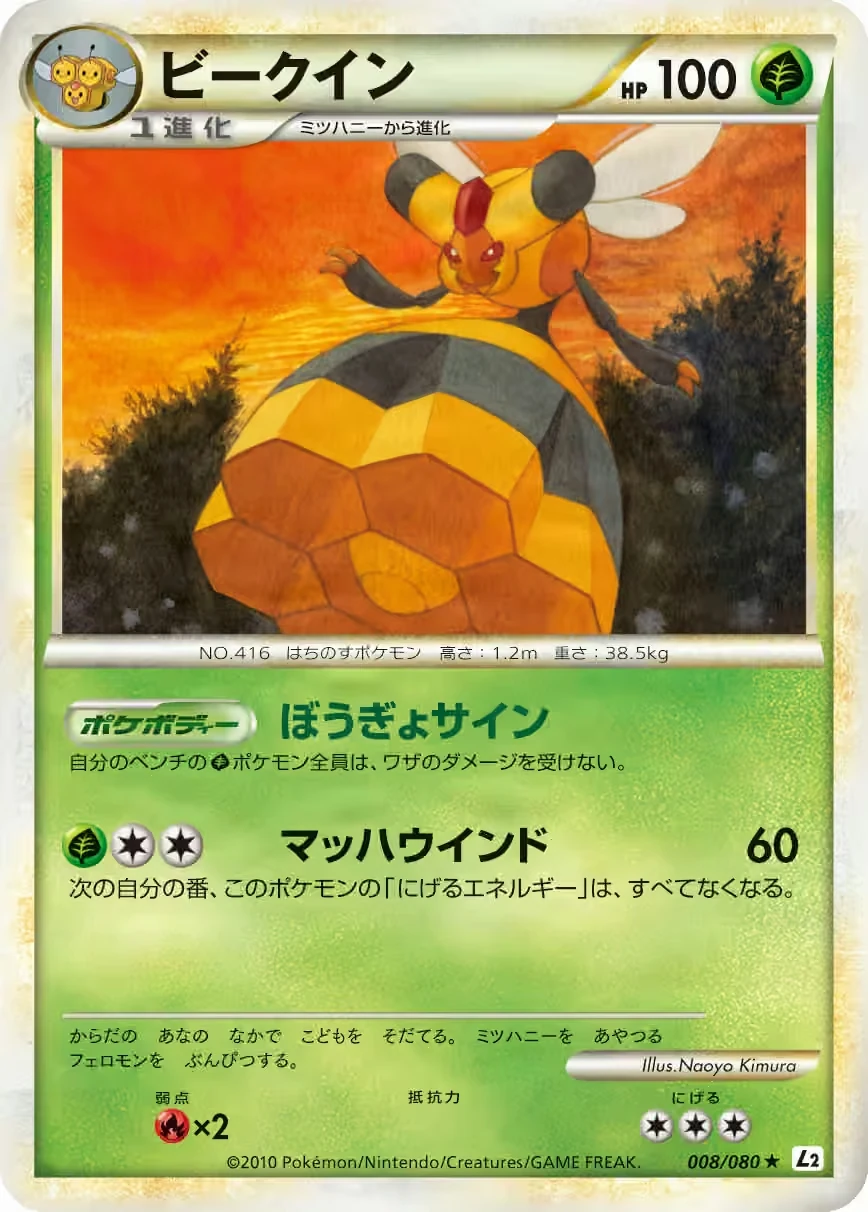 ビークイン
HP 100
1進化
ミツハニーから進化
NO.416 はちのすポケモン 高さ:1.2m 重さ:38.5kg
ポケボディー ぼうぎょサイン
自分のベンチのポケモン全員は、ワザのダメージを受けない。
マッハウインド 60
次の自分の番、このポケモンの「にげるエネルギー」は、すべてなくなる。
からだの あなの なかで こどもを そだてる。 ミツハニーを あやつる
フェロモンを ぶんぴつする。
Illus.Naoyo Kimura
弱点 抵抗力 にげる
×2
©2010 Pokémon/Nintendo/Creatures/GAME FREAK. 008/080 ★ L2